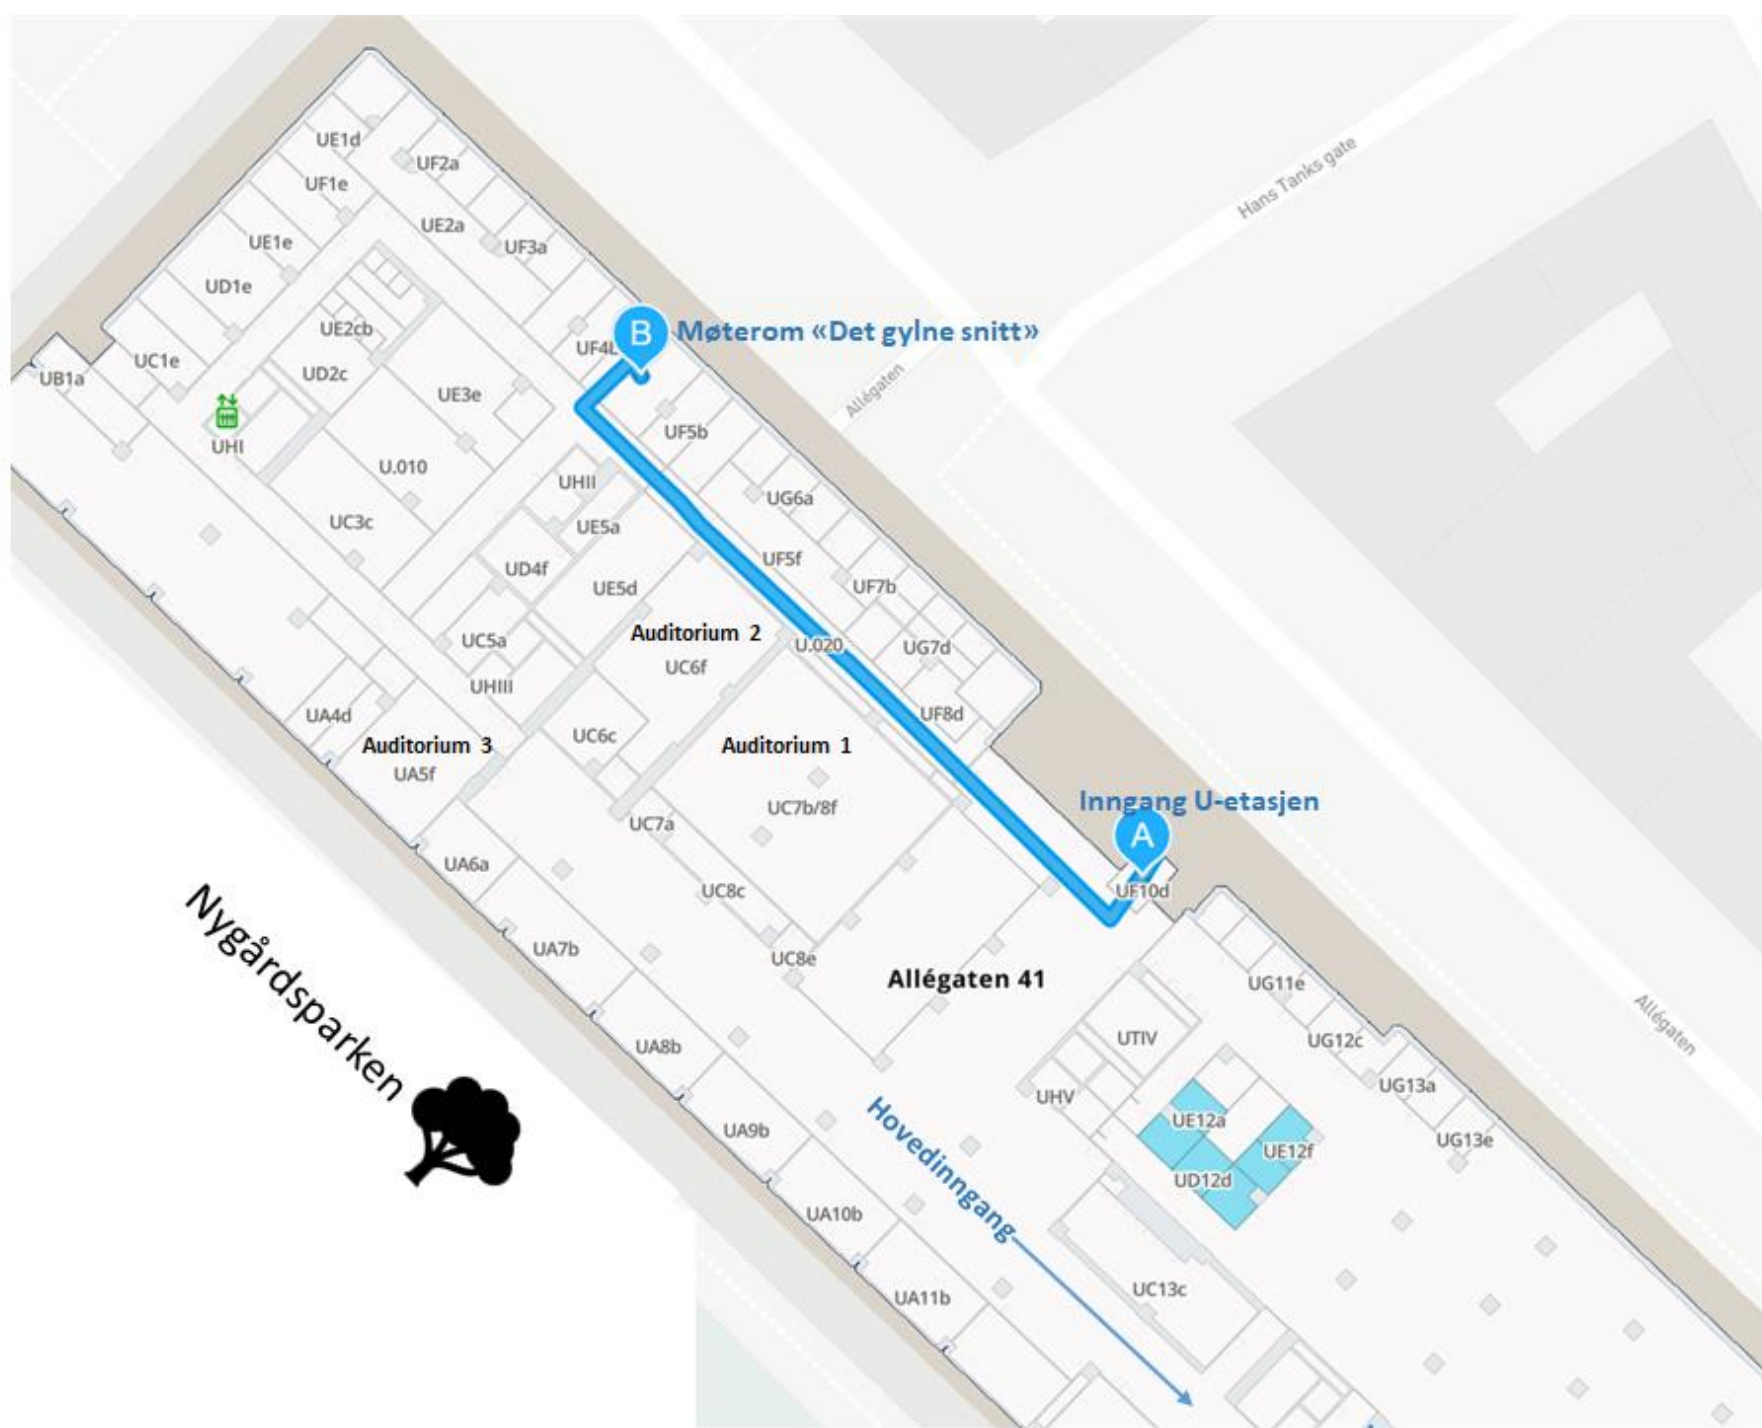 UE1d
UF2a
UF1e
UE2a
UE1e
UF3a
UD1e
UE2cb
B
Møterom «Det gylne snitt»
Hans Tanks gate
UF4
UC1e
UD2c
UB1a
UE3e
Allégaten
UF5b
UHI
U.010
UHII
UG6a
UC3c
UE5a
UF5f
UD4f
UE5d
UF7b
Auditorium 2
UC5a
U.020
UG7d
UC6f
UHIII
UA4d
UF8d
UC6c
Auditorium 3
Auditorium 1
UA5f
Inngang U-etasjen
UC7b/8f
UC7a
A
UA6a
UC8c
UF10d
Nygårdsparken
UA7b
UC8e
Allégaten 41
UG11e
Allégaten
UA8b
UTIV
UG12c
UHV
UG13a
UA9b
UE12a
UG13e
Hovedinngang
UE12f
UD12d
UA10b
UC13c
UA11b